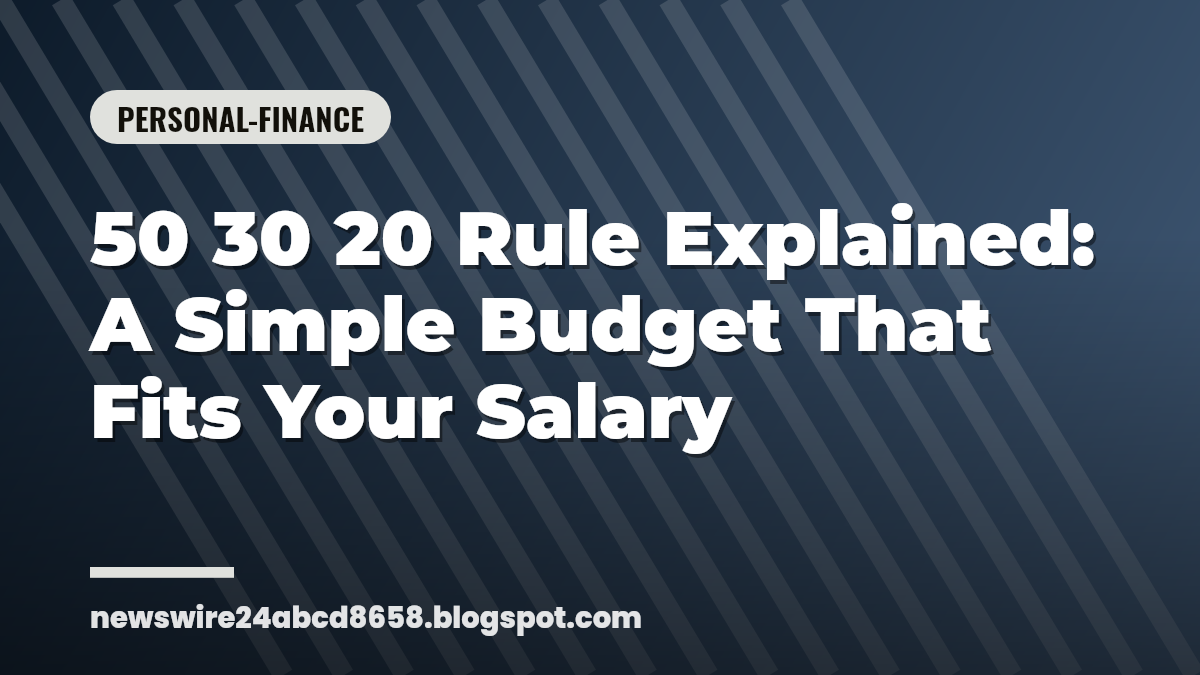 PERSONAL-FINANCE
50 30 20 Rule Explained:
A Simple Budget That
Fits Your Salary
newswire24abcd8658.blogspot.com